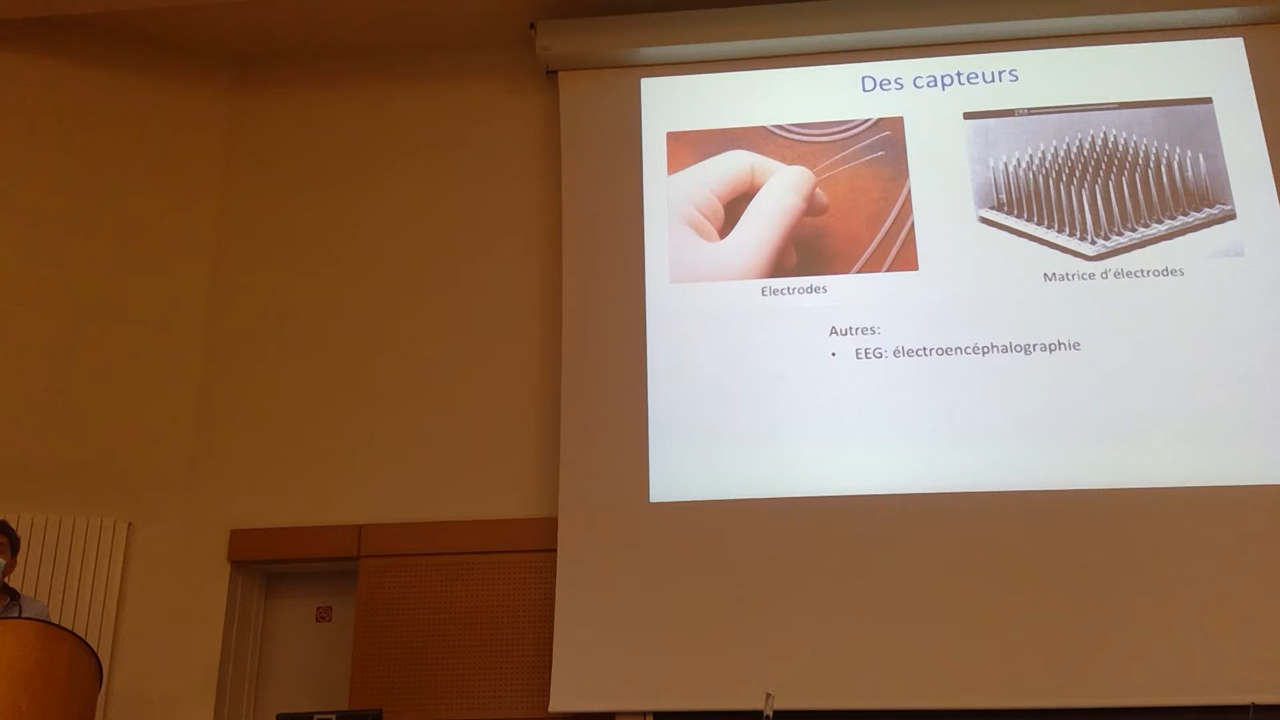 Des capteurs
Electrodes
Matrice d'électrodes
Autres:
• EEG: électroencéphalographie